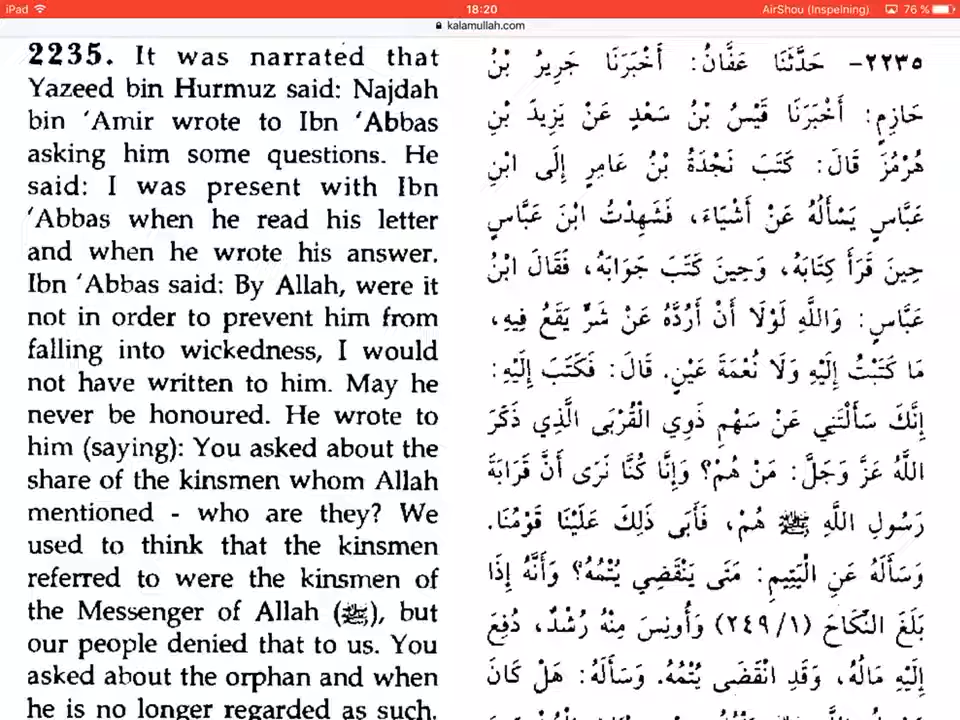 iPad
18:20
AirShou (Inspelning) 76 %
kalamullah.com
2235. It was narrated that
Yazeed bin Hurmuz said: Najdah
bin ‘Amir wrote to Ibn ‘Abbas
asking him some questions. He
said: I was present with Ibn
‘Abbas when he read his letter
and when he wrote his answer.
Ibn ‘Abbas said: By Allah, were it
not in order to prevent him from
falling into wickedness, I would
not have written to him. May he
never be honoured. He wrote to
him (saying): You asked about the
share of the kinsmen whom Allah
mentioned - who are they? We
used to think that the kinsmen
referred to were the kinsmen of
the Messenger of Allah (ﷺ), but
our people denied that to us. You
asked about the orphan and when
he is no longer regarded as such.
٢٢٣٥- حَدَّثَنَا عَفَّانُ: أَخْبَرَنَا جَرِيرُ بْنُ
حَازِمٍ: أَخْبَرَنَا قَيْسُ بْنُ سَعْدٍ عَنْ يَزِيدَ بْنِ
هُرْمُزَ قَالَ: كَتَبَ نَجْدَةُ بْنُ عَامِرٍ إِلَى ابْنِ
عَبَّاسٍ يَسْأَلُهُ عَنْ أَشْيَاءَ، فَشَهِدْتُ ابْنَ عَبَّاسٍ
حِينَ قَرَأَ كِتَابَهُ، وَحِينَ كَتَبَ جَوَابَهُ، فَقَالَ ابْنُ
عَبَّاسٍ: وَاللَّهِ لَوْلَا أَنْ أَرُدَّهُ عَنْ شَرٍّ يَقَعُ فِيهِ،
مَا كَتَبْتُ إِلَيْهِ وَلَا نُعْمَةَ عَيْنٍ. قَالَ: فَكَتَبَ إِلَيْهِ:
إِنَّكَ سَأَلْتَنِي عَنْ سَهْمِ ذَوِي الْقُرْبَى الَّذِي ذَكَرَ
اللَّهُ عَزَّ وَجَلَّ: مَنْ هُمْ؟ وَإِنَّا كُنَّا نَرَى أَنَّ قَرَابَةَ
رَسُولِ اللَّهِ ﷺ هُمْ، فَأَبَى ذَلِكَ عَلَيْنَا قَوْمُنَا.
وَسَأَلَهُ عَنِ الْيَتِيمِ: مَتَى يَنْقَضِي يُتْمُهُ؟ وَأَنَّهُ إِذَا
بَلَغَ النِّكَاحَ (٢٤٩/١) وَأُونِسَ مِنْهُ رُشْدٌ، دُفِعَ
إِلَيْهِ مَالُهُ، وَقَدِ انْقَضَى يُتْمُهُ. وَسَأَلَهُ: هَلْ كَانَ